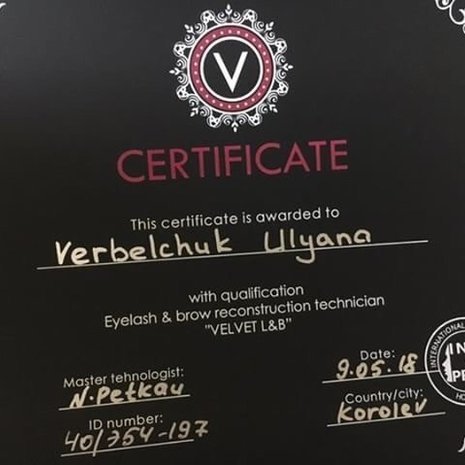 V
CERTIFICATE
This certificate is awarded to
Verbelchuk Ulyana
with qualification
Eyelash & brow reconstruction technician
"VELVET L&B"
Master tehnologist:
N.Petkau
ID number:
40/354-197
Date:
9.05.18
Country/city:
Korolev
INTERNATIONAL